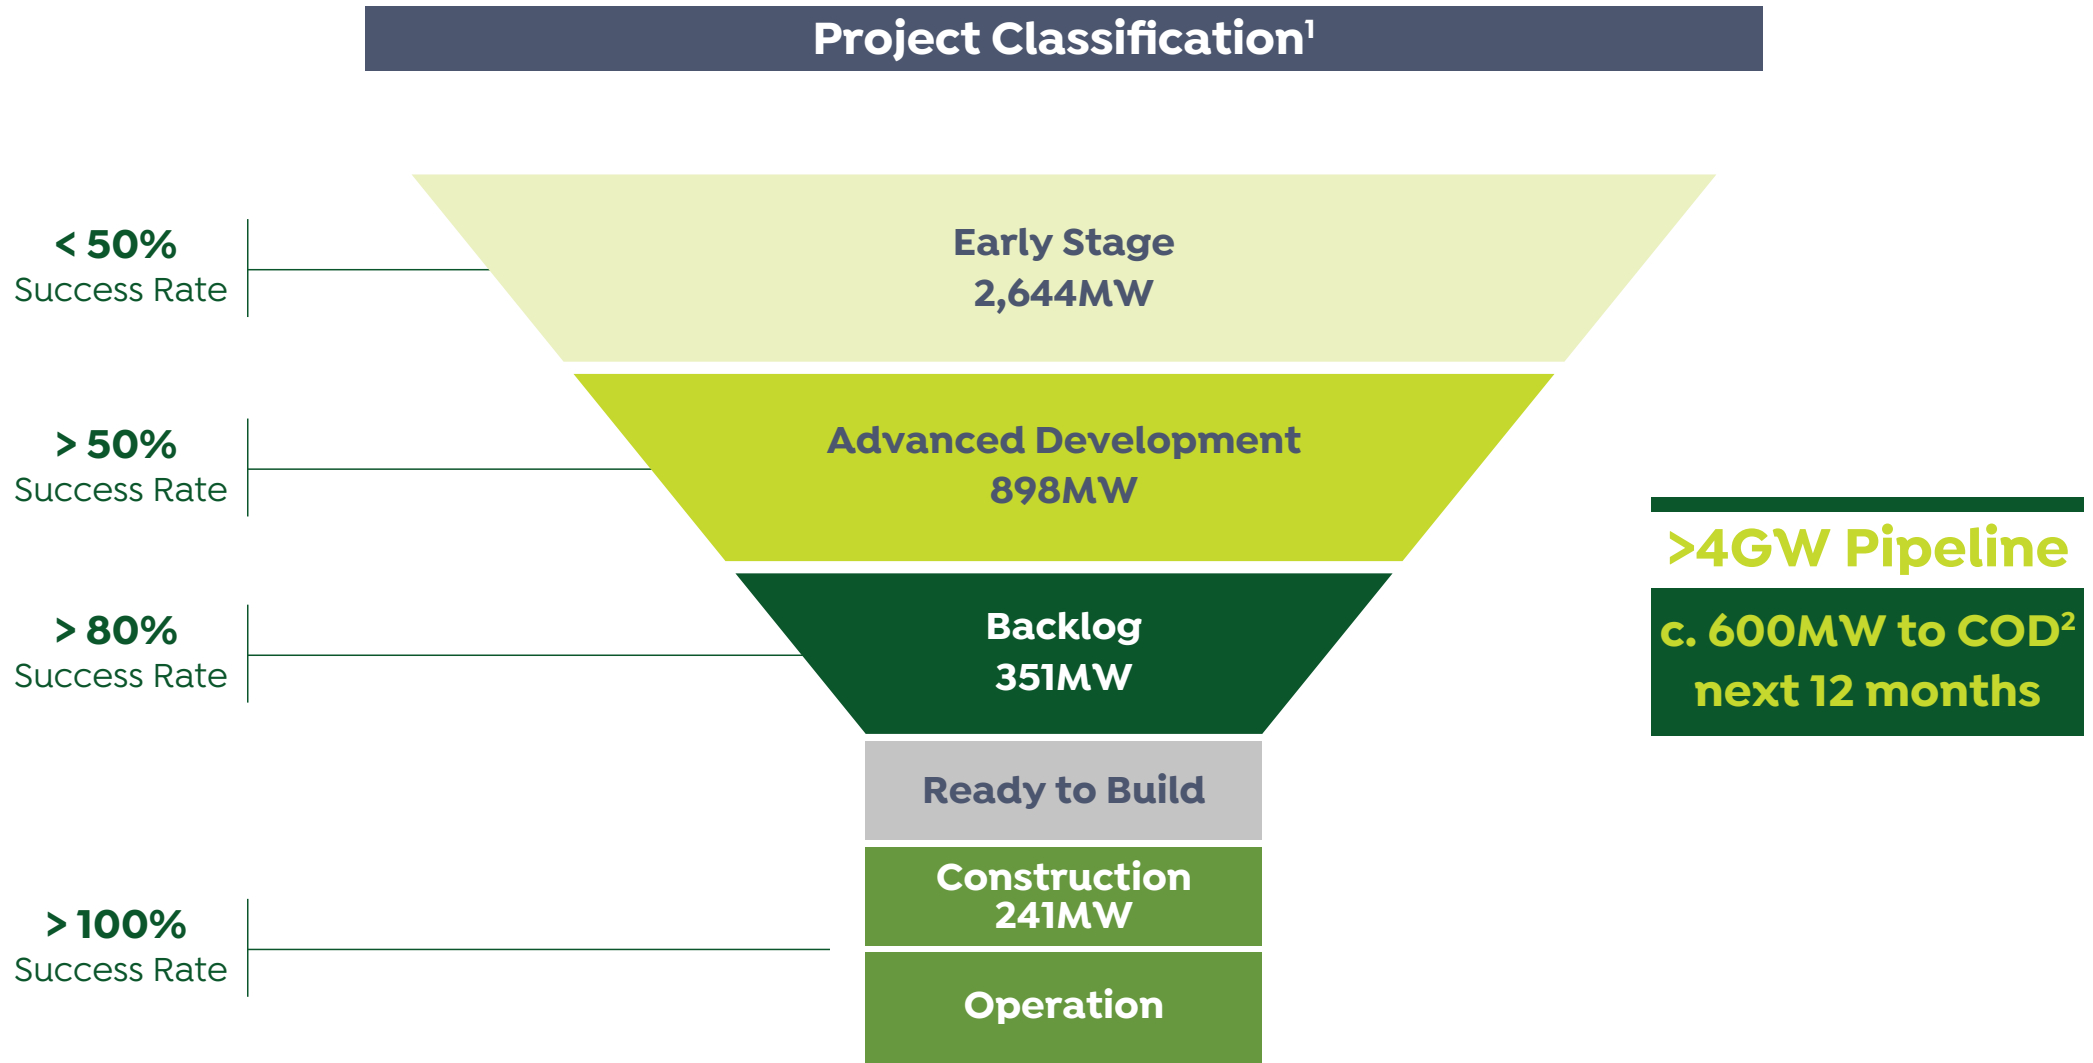 Project Classification¹
< 50%
Success Rate
Early Stage
2,644MW
> 50%
Success Rate
Advanced Development
898MW
> 80%
Success Rate
Backlog
351MW
>4GW Pipeline
c. 600MW to COD²
next 12 months
Ready to Build
Construction
241MW
> 100%
Success Rate
Operation